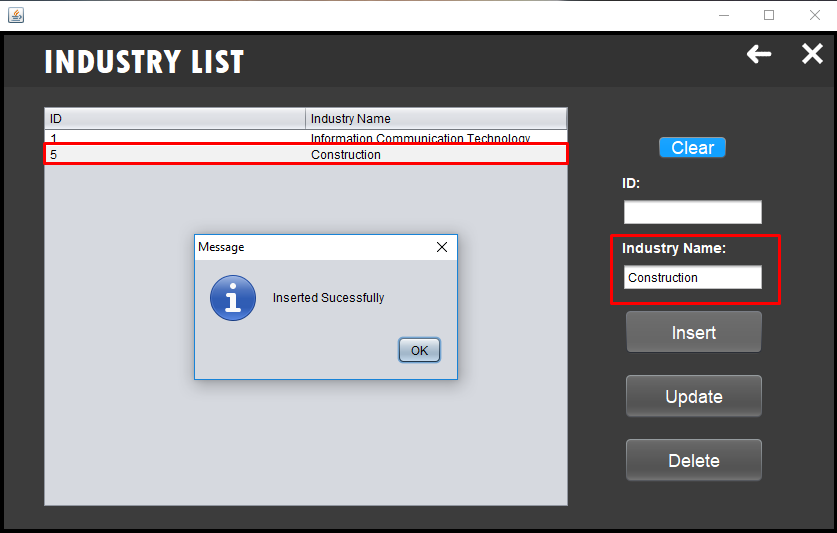 INDUSTRY LIST
ID Industry Name
1 Information Communication Technology
5 Construction
Clear
ID:
Industry Name:
Construction
Insert
Update
Delete
Message
Inserted Sucessfully
OK